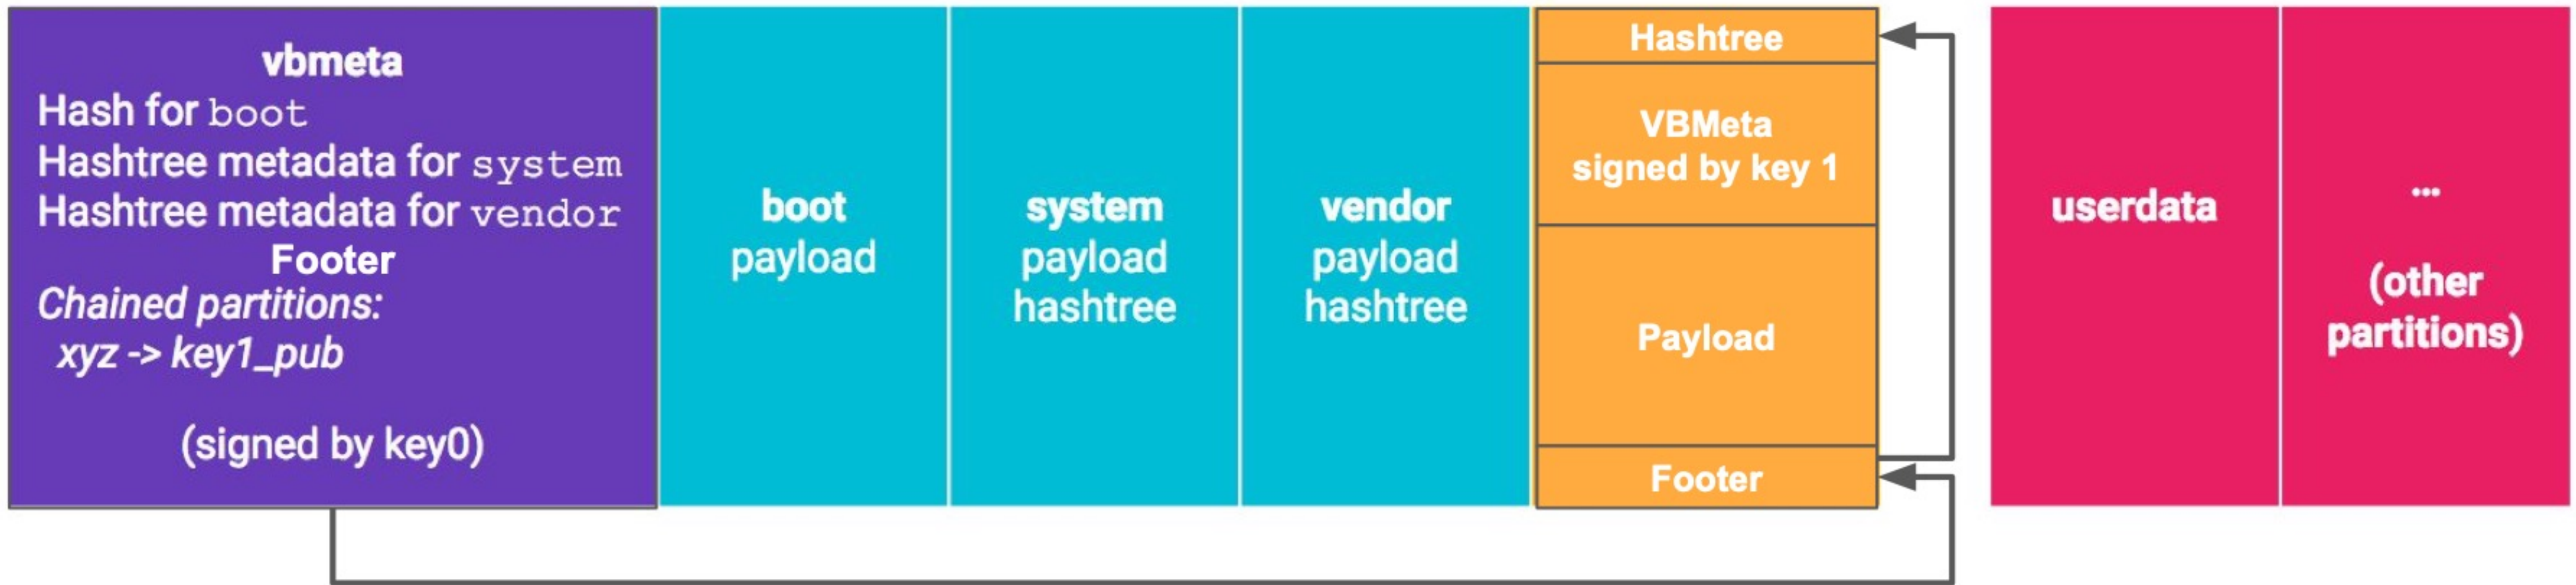 vbmeta
Hash for boot
Hashtree metadata for system
Hashtree metadata for vendor
Footer
Chained partitions:
xyz -> key1_pub
(signed by key0)
boot
payload
system
payload
hashtree
vendor
payload
hashtree
Hashtree
VBMeta
signed by key 1
Payload
Footer
userdata
...
(other
partitions)